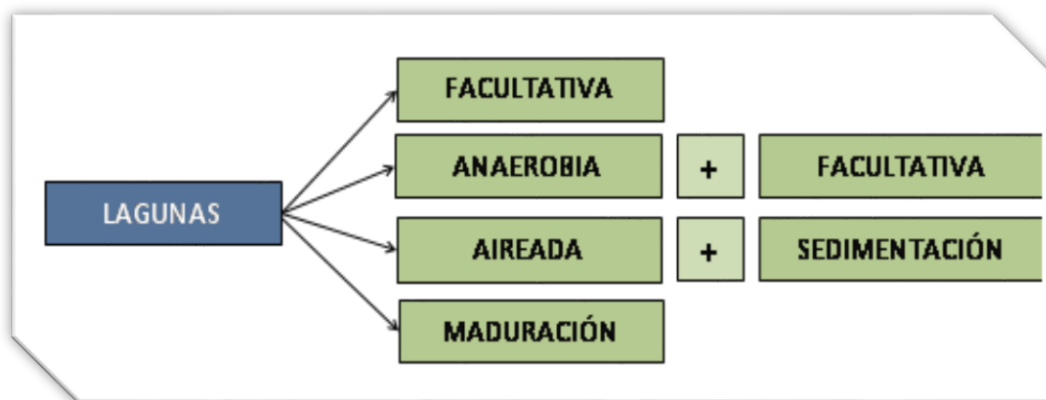 FACULTATIVA
ANAEROBIA + FACULTATIVA
LAGUNAS
AIREADA + SEDIMENTACIÓN
MADURACIÓN